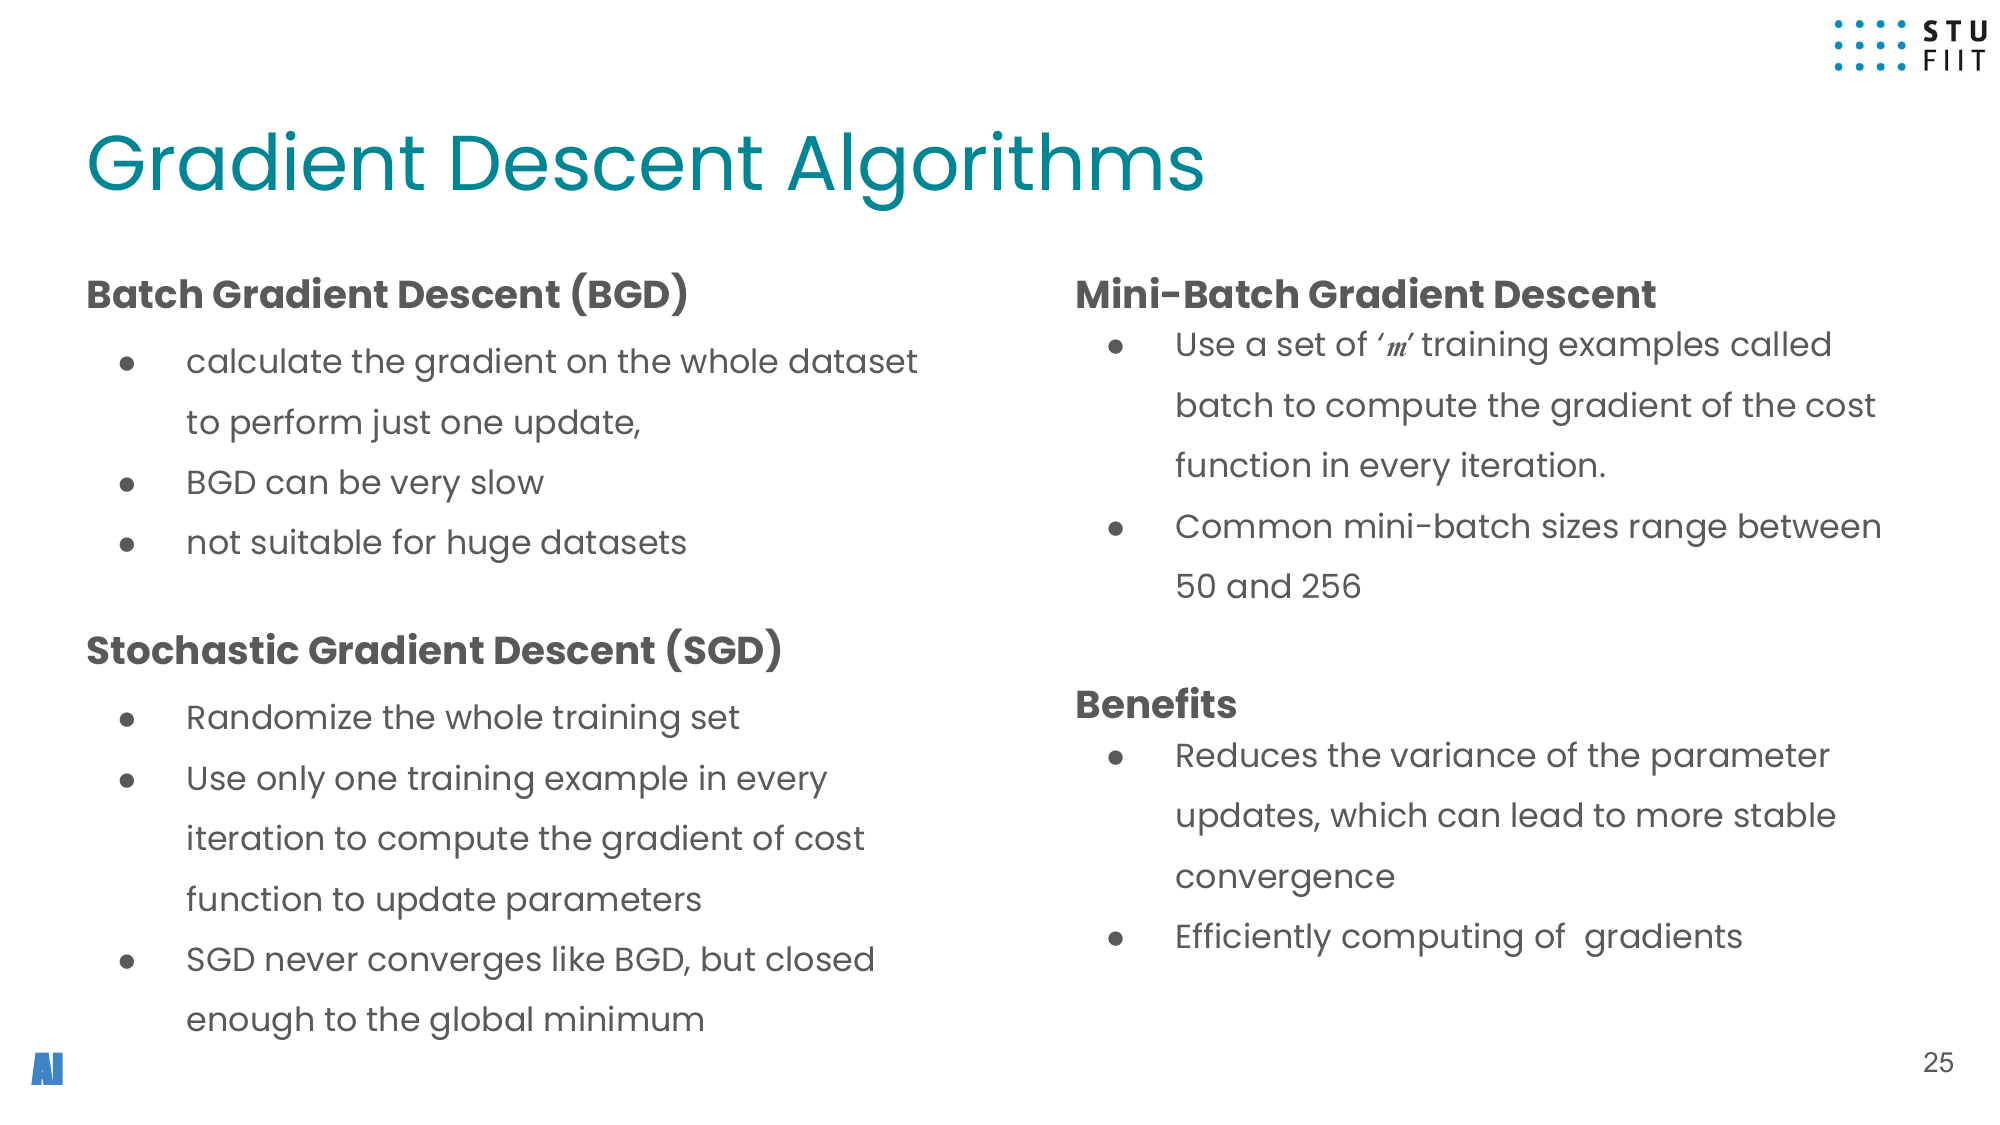 STU
FIIT
Gradient Descent Algorithms
Batch Gradient Descent (BGD)
● calculate the gradient on the whole dataset
to perform just one update,
● BGD can be very slow
● not suitable for huge datasets
Stochastic Gradient Descent (SGD)
● Randomize the whole training set
● Use only one training example in every
iteration to compute the gradient of cost
function to update parameters
● SGD never converges like BGD, but closed
enough to the global minimum
Mini-Batch Gradient Descent
● Use a set of ‘m’ training examples called
batch to compute the gradient of the cost
function in every iteration.
● Common mini-batch sizes range between
50 and 256
Benefits
● Reduces the variance of the parameter
updates, which can lead to more stable
convergence
● Efficiently computing of  gradients
AI
25